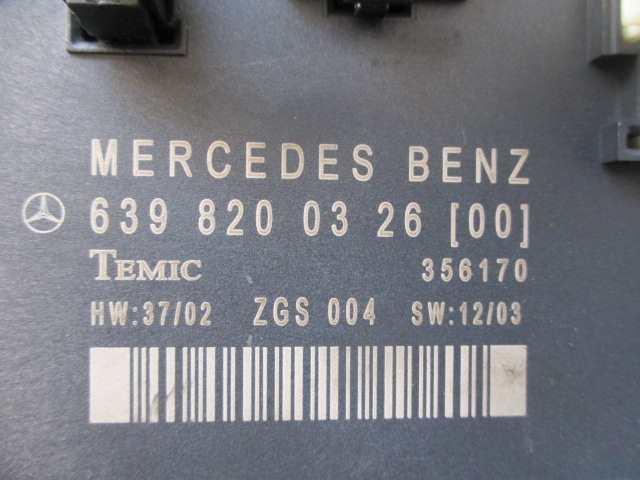 MERCEDES BENZ
639 820 03 26 [00]
TEMIC 356170
HW:37/02 ZGS 004 SW:12/03